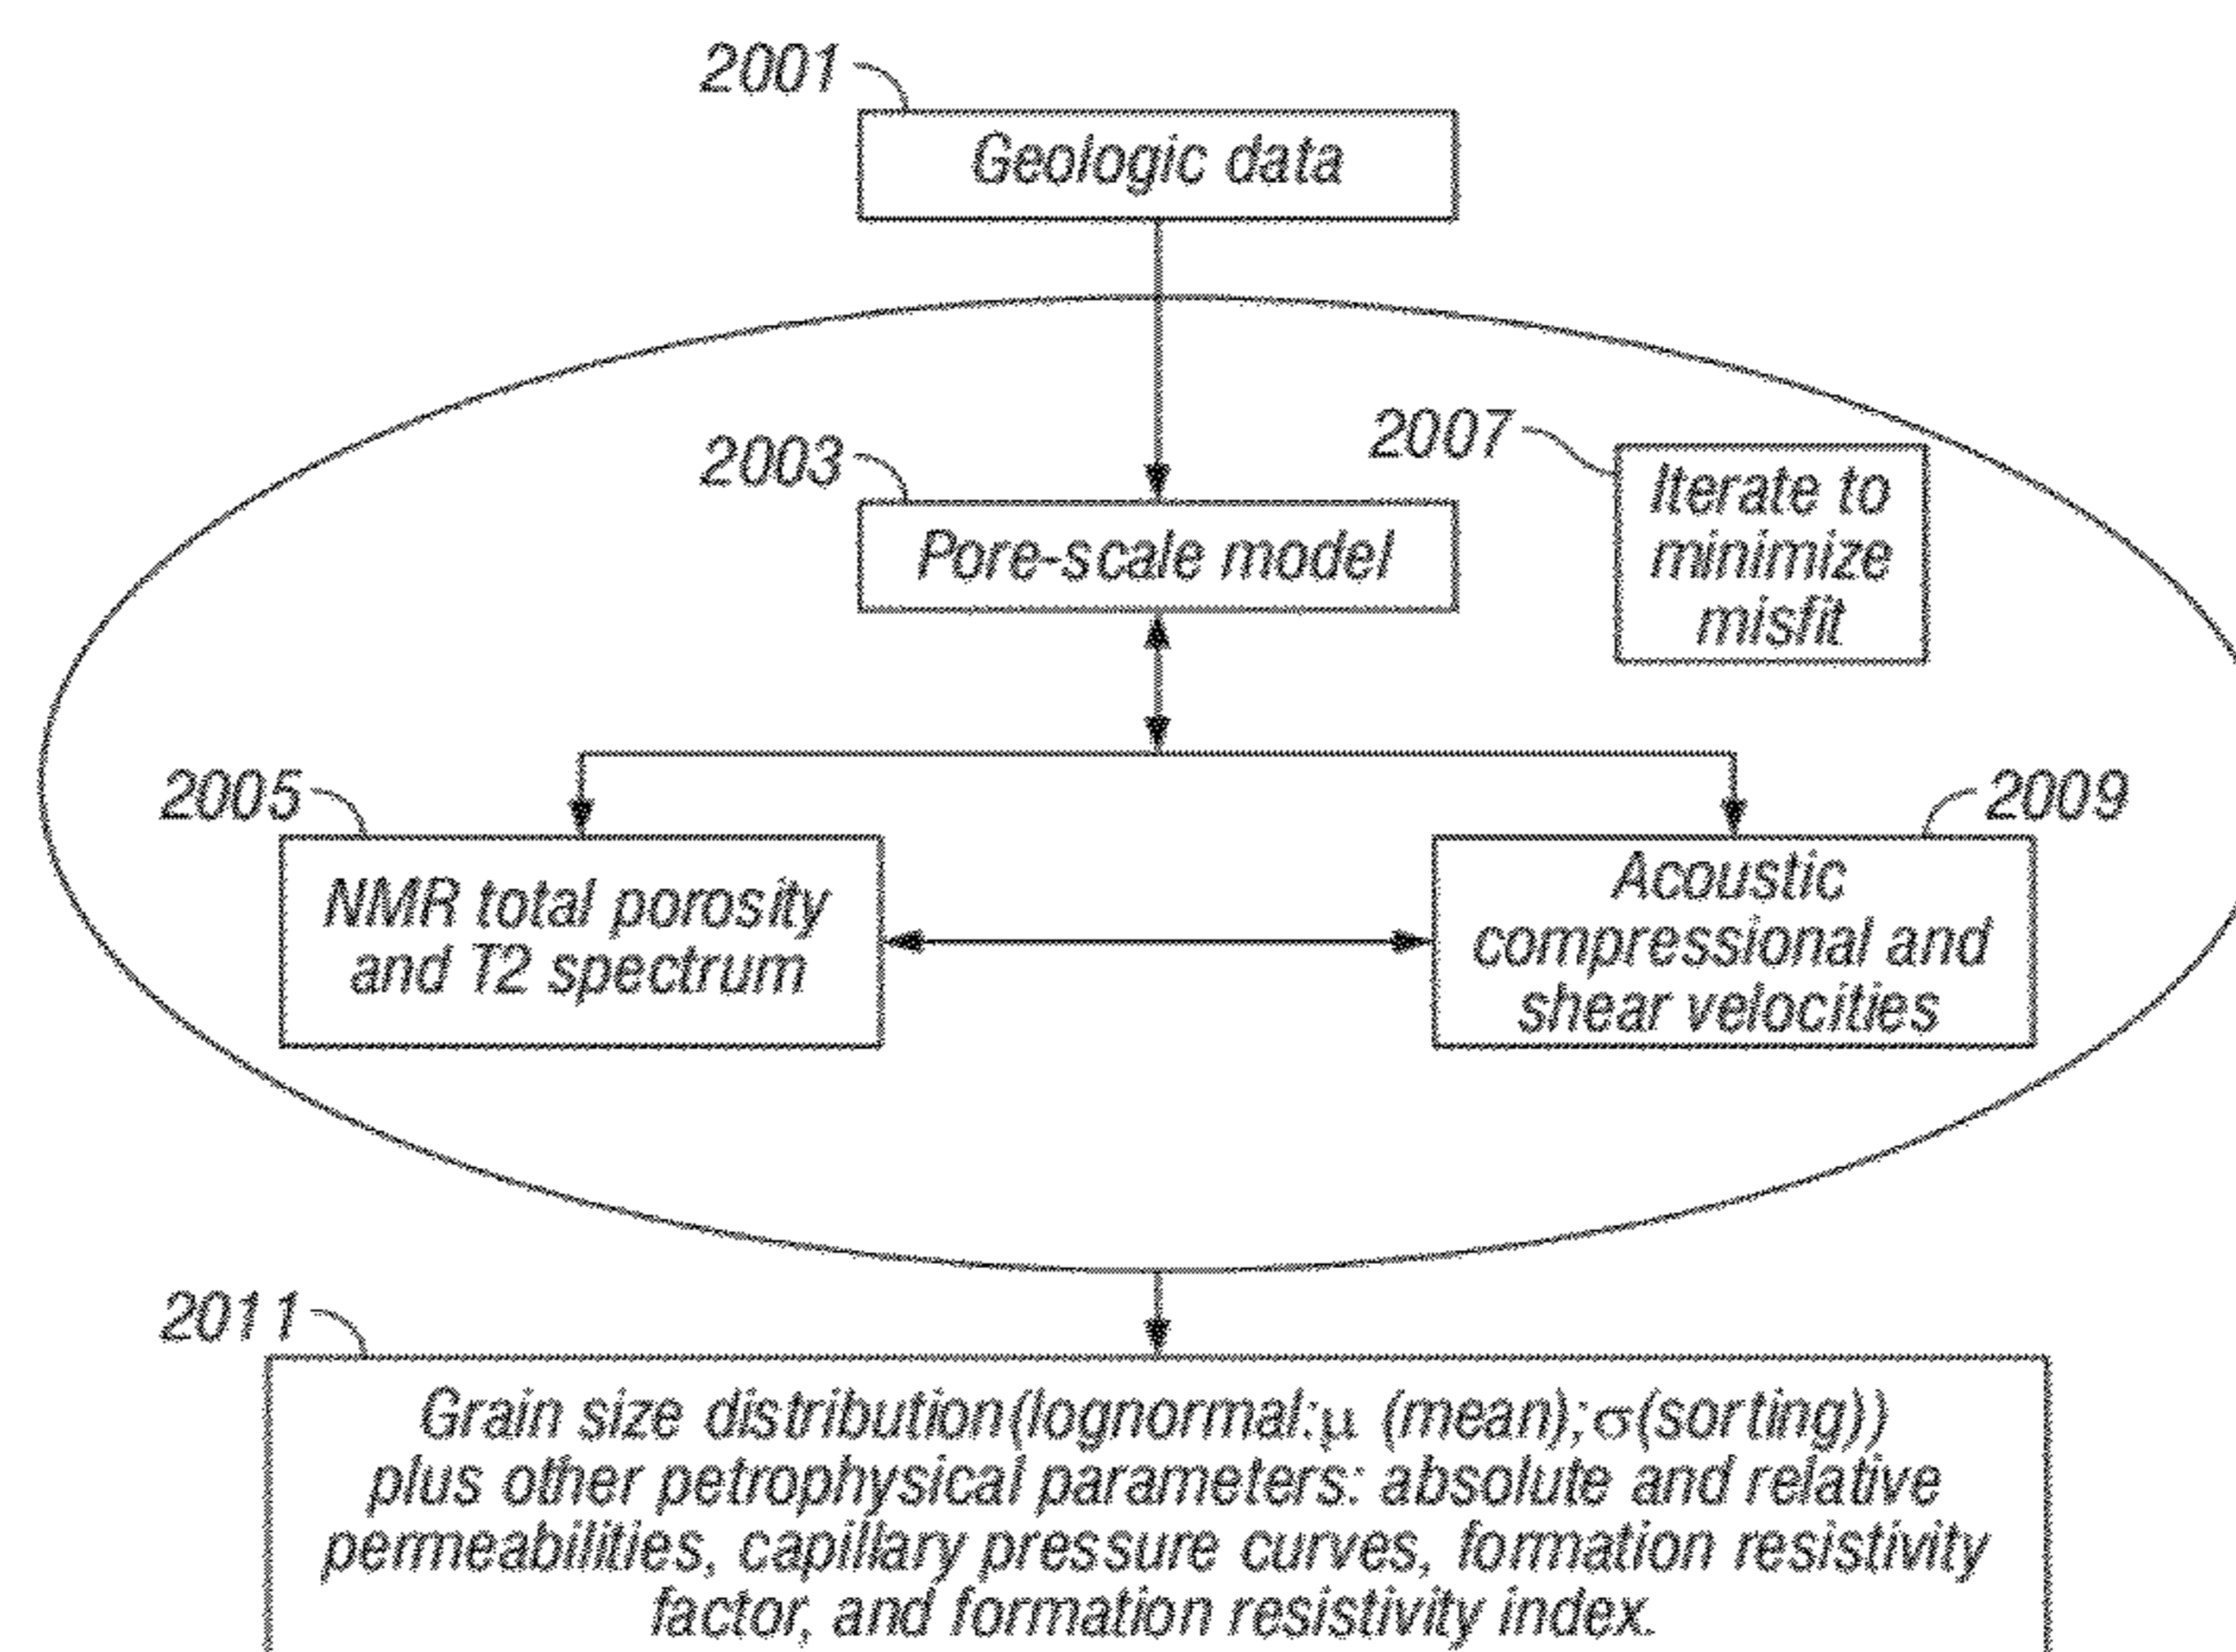 2001
Geologic data
2003
2007
Pore-scale model
Iterate to
minimize
misfit
2005
2009
NMR total porosity
and T2 spectrum
Acoustic
compressional and
shear velocities
2011
Grain size distribution(lognormal:μ (mean);σ(sorting))
plus other petrophysical parameters: absolute and relative
permeabilities, capillary pressure curves, formation resistivity
factor, and formation resistivity index.